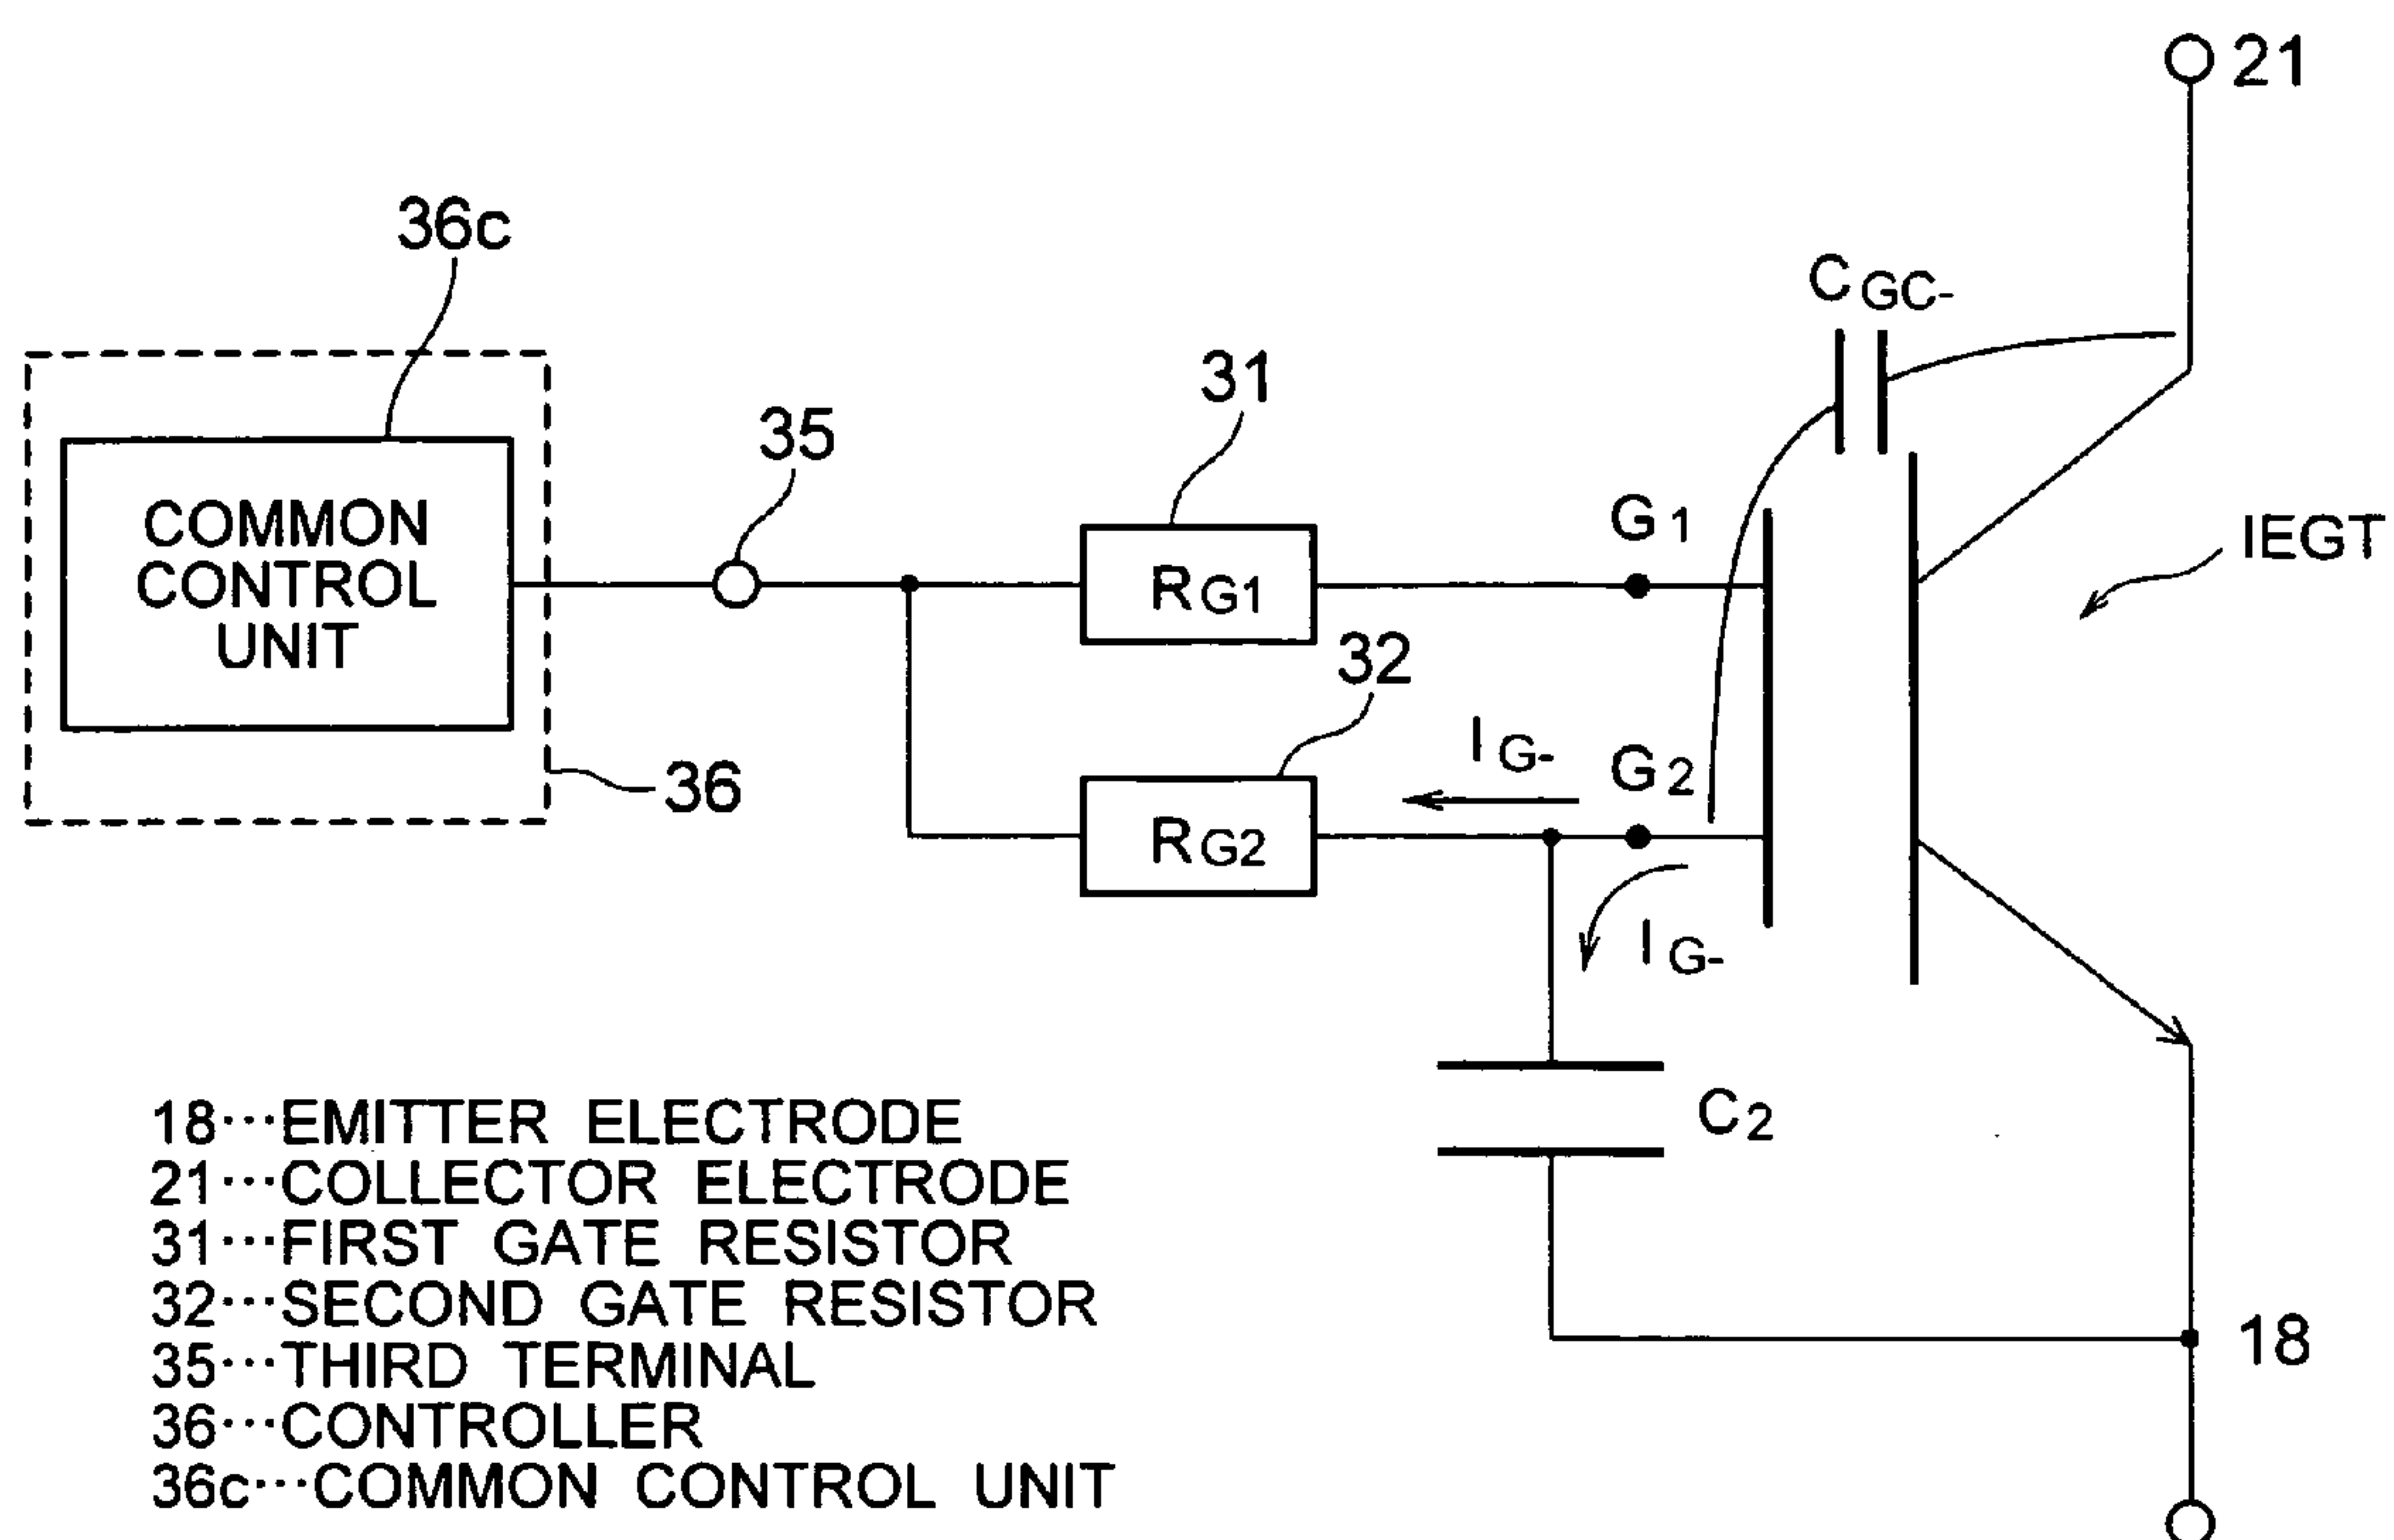 21
36c
C GC-
31
35
G1
IEGT
COMMON
CONTROL
UNIT
RG1
32
IG-
G2
36
RG2
IG-
C2
18
18···EMITTER ELECTRODE
21···COLLECTOR ELECTRODE
31···FIRST GATE RESISTOR
32···SECOND GATE RESISTOR
35···THIRD TERMINAL
36···CONTROLLER
36c···COMMON CONTROL UNIT